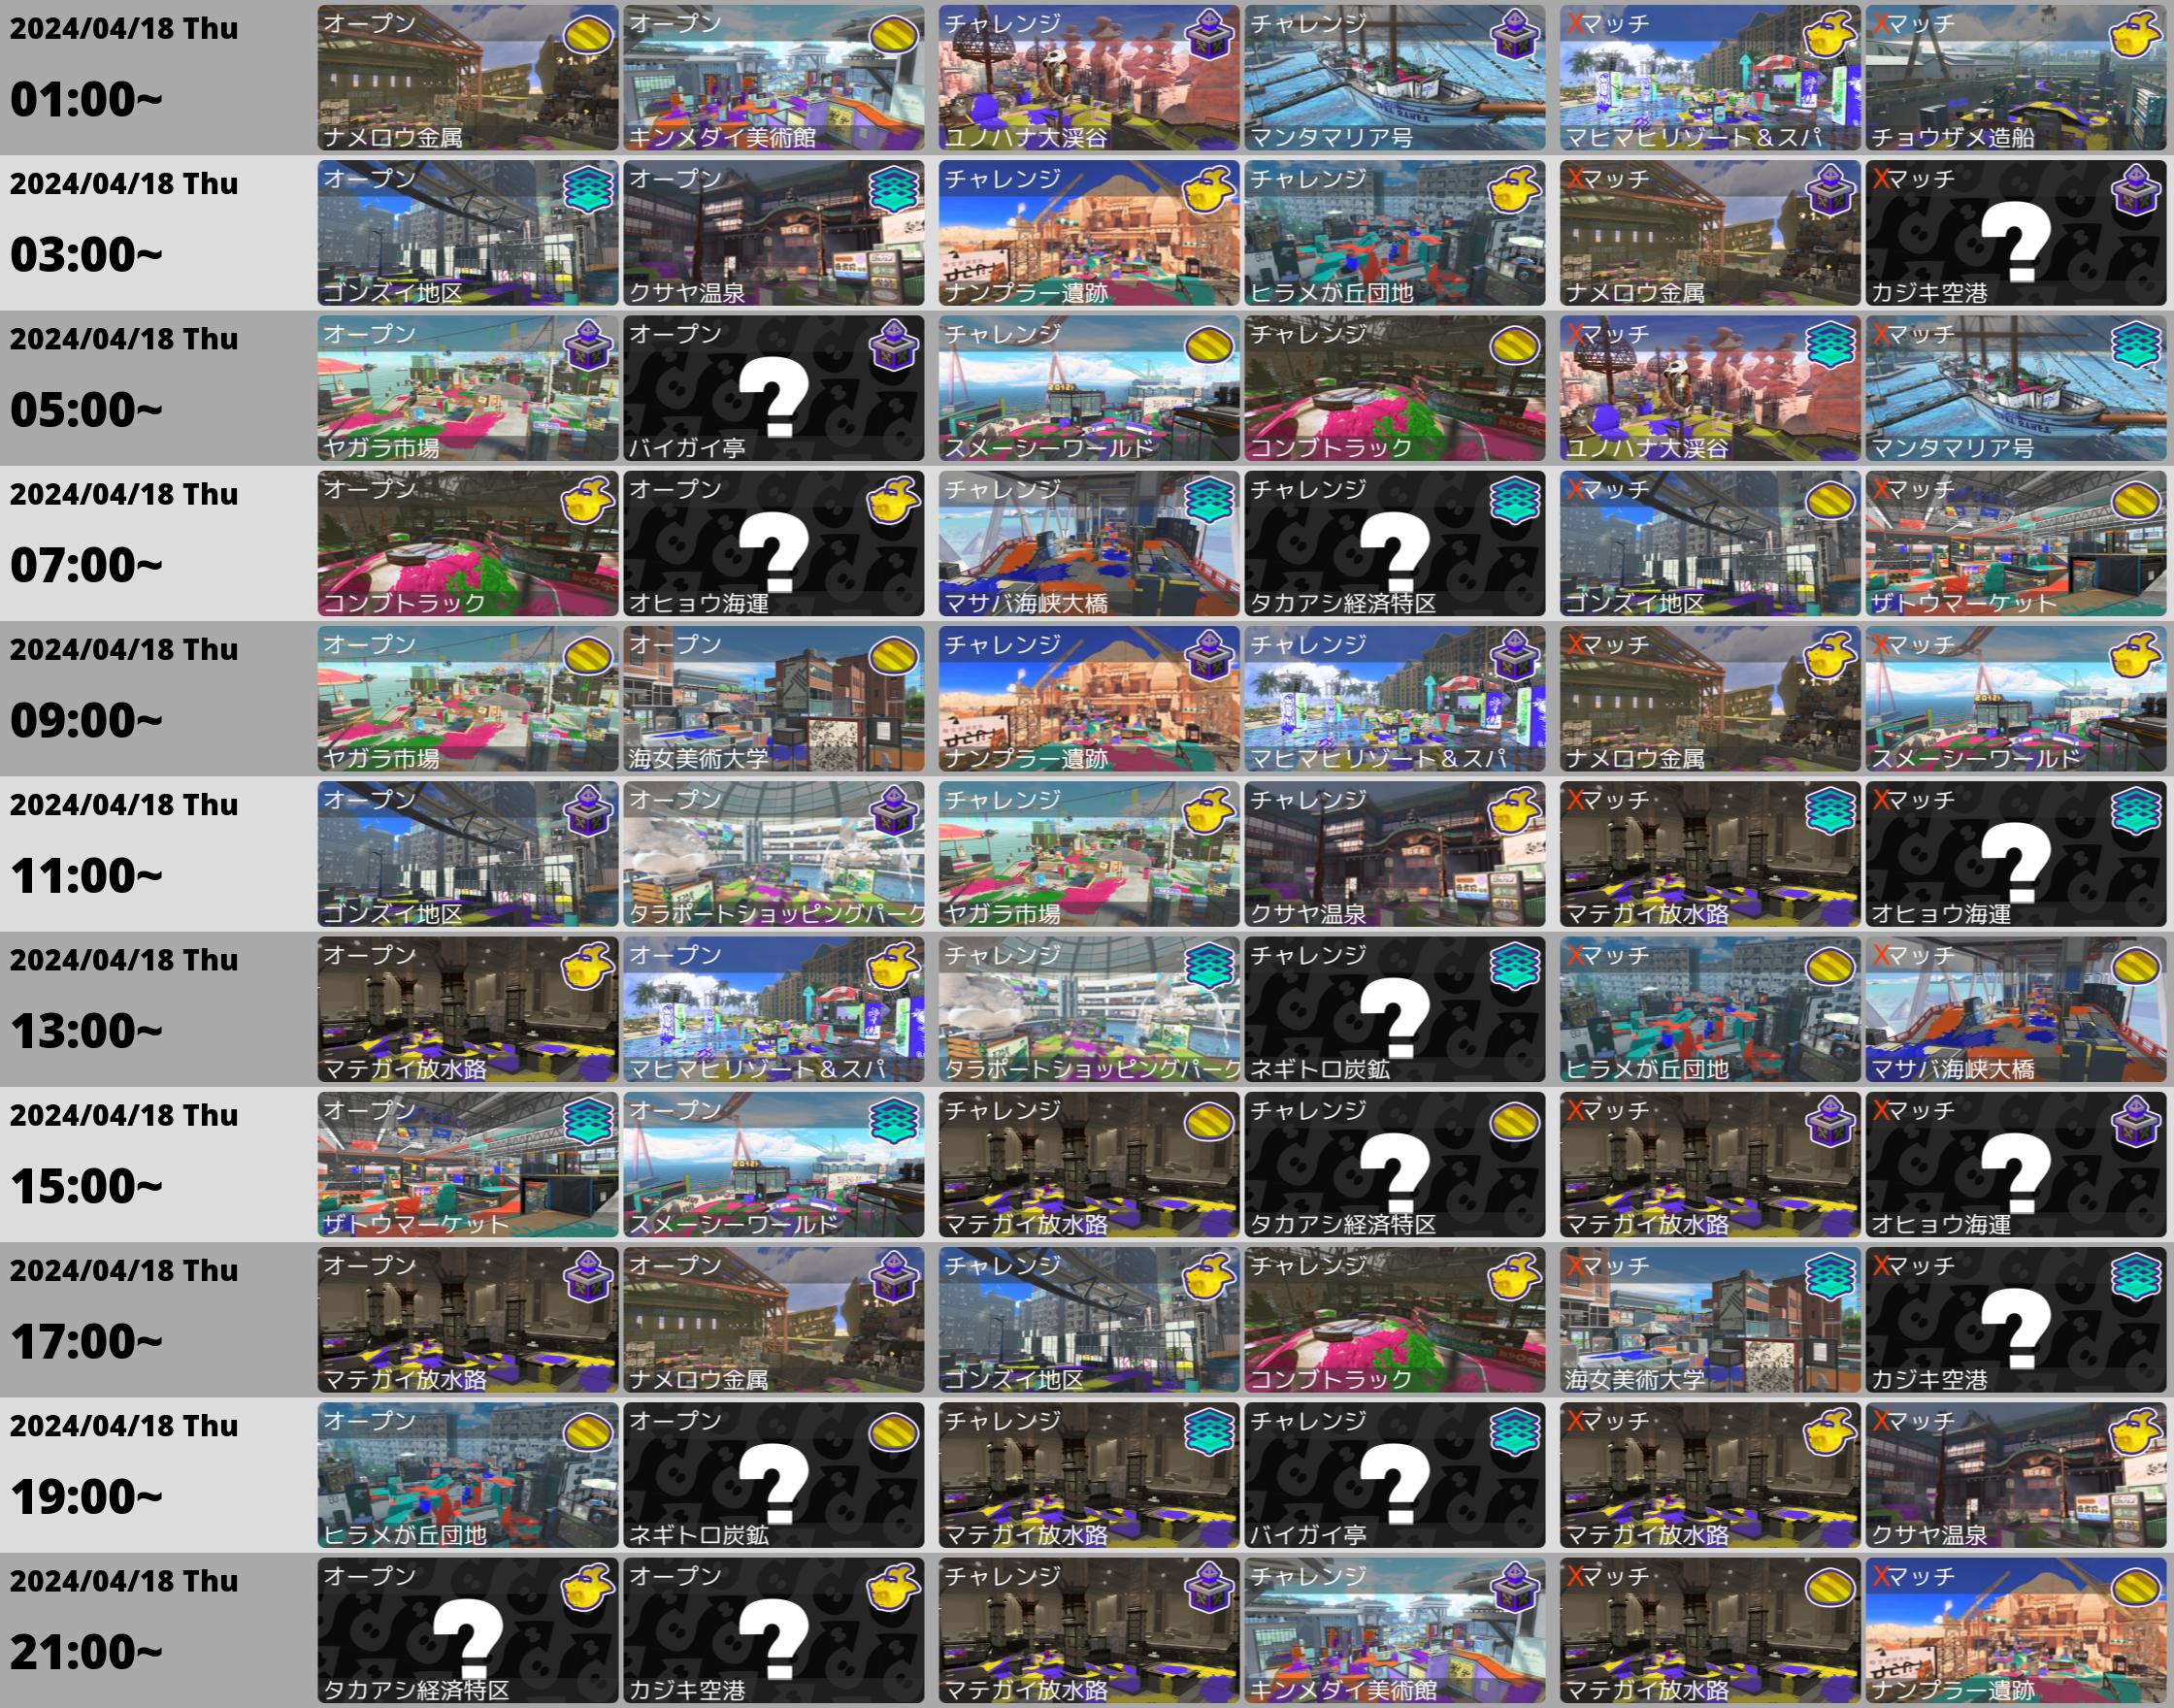 2024/04/18 Thu
01:00~
オープン
ナメロウ金属
オープン
キンメダイ美術館
チャレンジ
ユノハナ大渓谷
チャレンジ
マンタマリア号
Xマッチ
マヒマヒリゾート&スパ
Xマッチ
チョウザメ造船
2024/04/18 Thu
03:00~
オープン
ゴンズイ地区
オープン
クサヤ温泉
チャレンジ
ナンプラー遺跡
チャレンジ
ヒラメが丘団地
Xマッチ
ナメロウ金属
Xマッチ
?
カジキ空港
2024/04/18 Thu
05:00~
オープン
ヤガラ市場
オープン
?
バイガイ亭
チャレンジ
スメーシーワールド
チャレンジ
コンブトラック
Xマッチ
ユノハナ大渓谷
Xマッチ
マンタマリア号
2024/04/18 Thu
07:00~
オープン
コンブトラック
オープン
?
オヒョウ海運
チャレンジ
マサバ海峡大橋
チャレンジ
?
タカアシ経済特区
Xマッチ
ゴンズイ地区
Xマッチ
ザトウマーケット
2024/04/18 Thu
09:00~
オープン
ヤガラ市場
オープン
海女美術大学
チャレンジ
ナンプラー遺跡
チャレンジ
マヒマヒリゾート&スパ
Xマッチ
ナメロウ金属
Xマッチ
スメーシーワールド
2024/04/18 Thu
11:00~
オープン
ゴンズイ地区
オープン
タラポートショッピングパーク
チャレンジ
ヤガラ市場
チャレンジ
クサヤ温泉
Xマッチ
マテガイ放水路
Xマッチ
?
オヒョウ海運
2024/04/18 Thu
13:00~
オープン
マテガイ放水路
オープン
マヒマヒリゾート&スパ
チャレンジ
タラポートショッピングパーク
チャレンジ
?
ネギトロ炭鉱
Xマッチ
ヒラメが丘団地
Xマッチ
マサバ海峡大橋
2024/04/18 Thu
15:00~
オープン
ザトウマーケット
オープン
スメーシーワールド
チャレンジ
マテガイ放水路
チャレンジ
?
タカアシ経済特区
Xマッチ
マテガイ放水路
Xマッチ
?
オヒョウ海運
2024/04/18 Thu
17:00~
オープン
マテガイ放水路
オープン
ナメロウ金属
チャレンジ
ゴンズイ地区
チャレンジ
コンブトラック
Xマッチ
海女美術大学
Xマッチ
?
カジキ空港
2024/04/18 Thu
19:00~
オープン
ヒラメが丘団地
オープン
?
ネギトロ炭鉱
チャレンジ
マテガイ放水路
チャレンジ
?
バイガイ亭
Xマッチ
マテガイ放水路
Xマッチ
クサヤ温泉
2024/04/18 Thu
21:00~
オープン
?
タカアシ経済特区
オープン
?
カジキ空港
チャレンジ
マテガイ放水路
チャレンジ
キンメダイ美術館
Xマッチ
マテガイ放水路
Xマッチ
ナンプラー遺跡